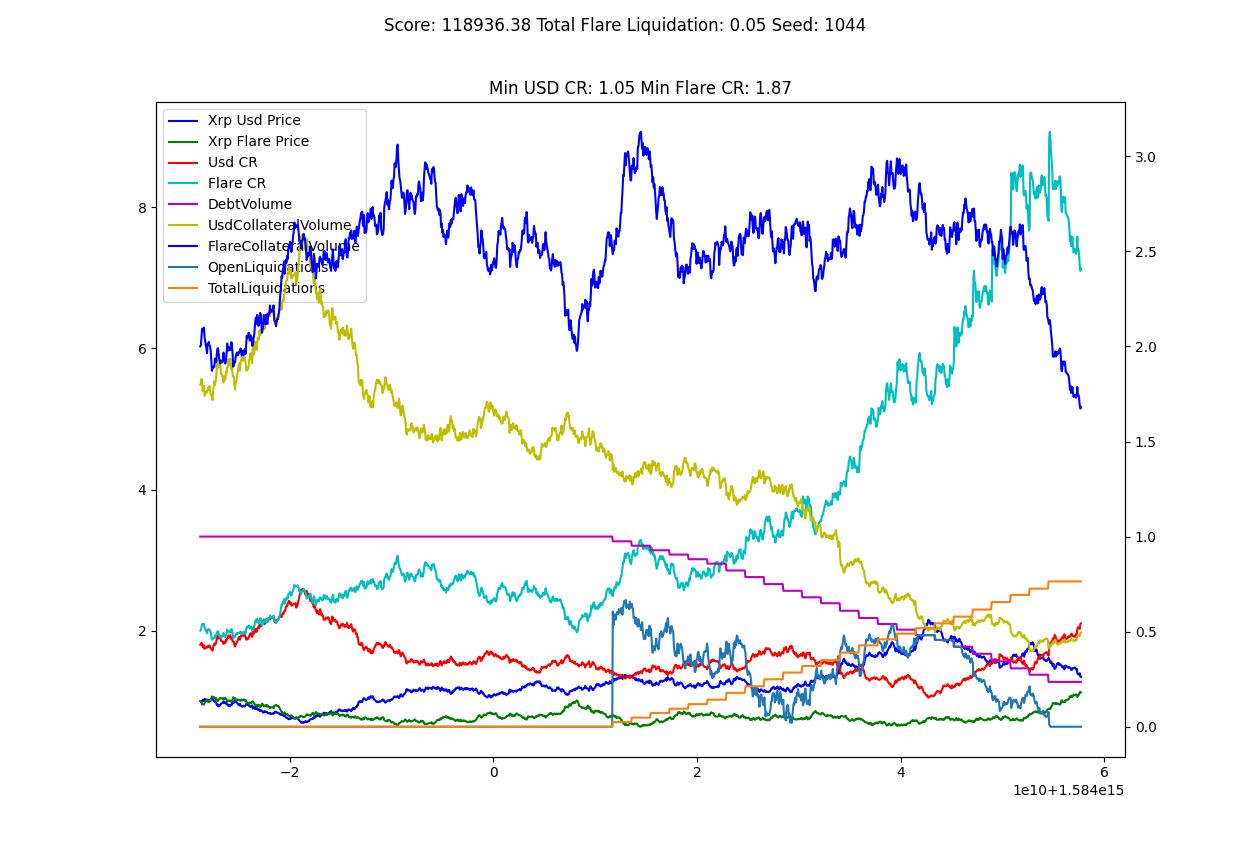 Score: 118936.38 Total Flare Liquidation: 0.05 Seed: 1044
Min USD CR: 1.05 Min Flare CR: 1.87
Xrp Usd Price
Xrp Flare Price
Usd CR
Flare CR
DebtVolume
UsdCollateralVolume
FlareCollateralVolume
OpenLiquidations
TotalLiquidations
8
6
4
2
3.0
2.5
2.0
1.5
1.0
0.5
0.0
−2
0
2
4
6
1e10+1.584e15